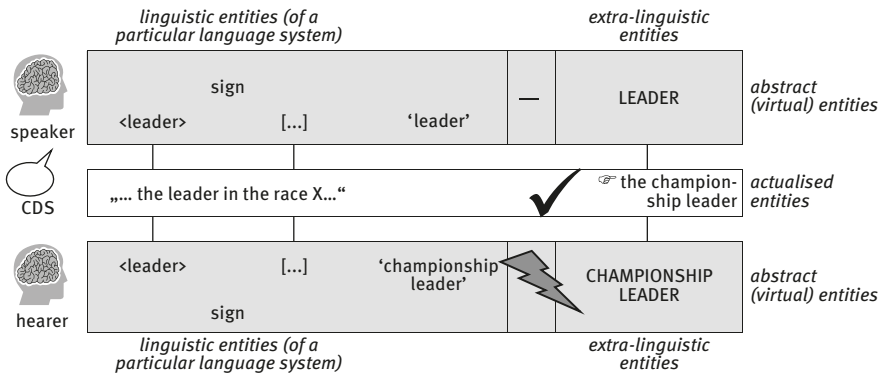 linguistic entities (of a
particular language system)
extra-linguistic
entities
sign
—
LEADER
abstract
(virtual) entities
speaker
<leader>
[...]
'leader'
CDS
„... the leader in the race X...“
☞ the champion-
ship leader
actualised
entities
hearer
<leader>
[...]
'championship
leader'
CHAMPIONSHIP
LEADER
abstract
(virtual) entities
sign
linguistic entities (of a
particular language system)
extra-linguistic
entities